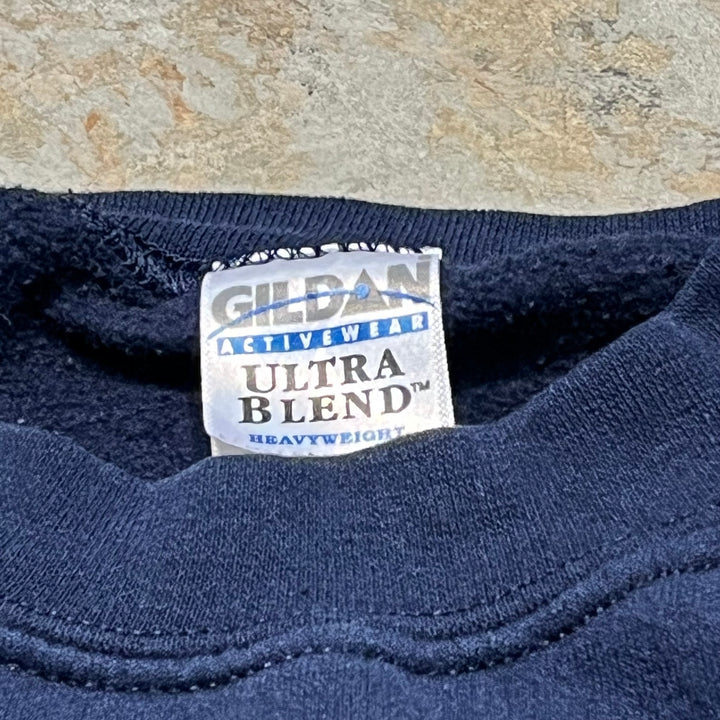 GILDAN
ACTIVEWEAR
ULTRA
BLEND™
HEAVYWEIGHT